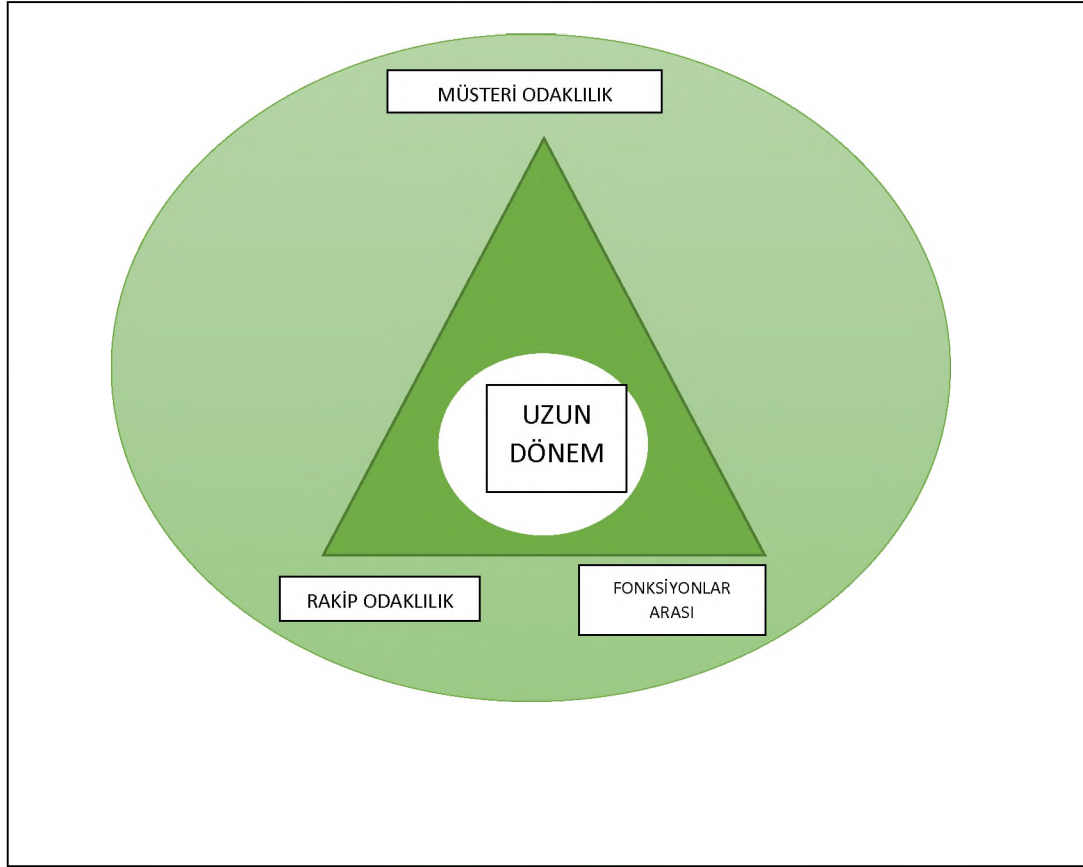 MÜSTERİ ODAKLILIK
UZUN
DÖNEM
RAKİP ODAKLILIK
FONKSİYONLAR
ARASI